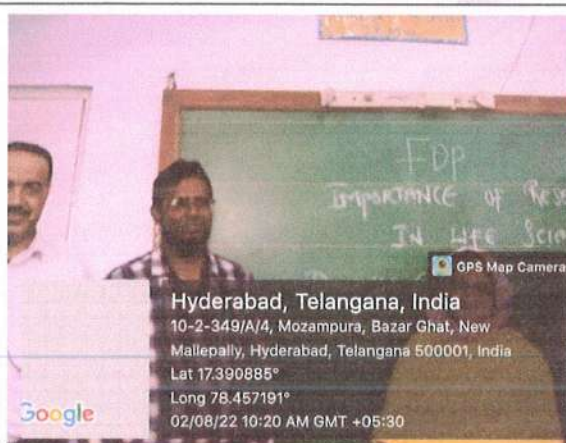 FDP
IMPORTANCE of
IN LIFE
GPS Map Camera
Hyderabad, Telangana, India
10-2-349/A/4, Mozampura, Bazar Ghat, New
Mallepally, Hyderabad, Telangana 500001, India
Lat 17.390885°
Long 78.457191°
02/08/22 10:20 AM GMT +05:30
Google